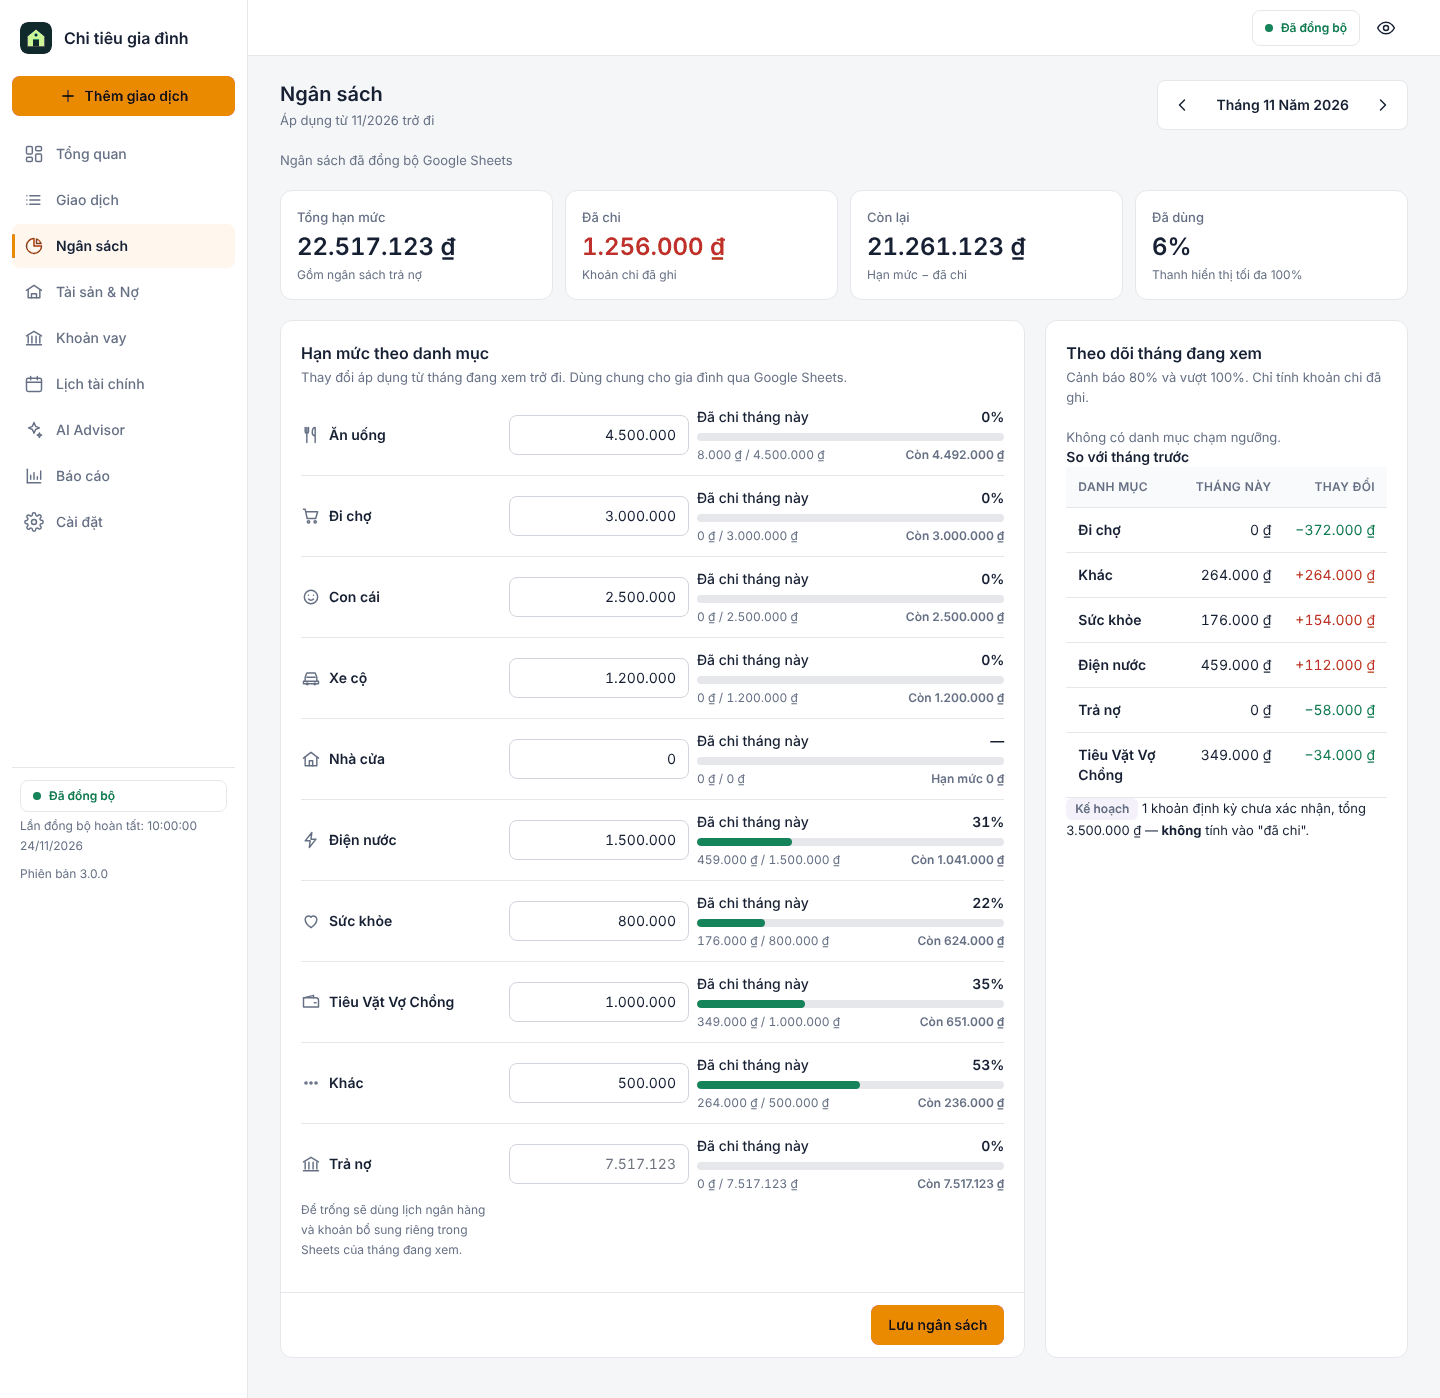 Chi tiêu gia đình
Thêm giao dịch
Tổng quan
Giao dịch
Ngân sách
Tài sản & Nợ
Khoản vay
Lịch tài chính
AI Advisor
Báo cáo
Cài đặt
Đã đồng bộ
Lần đồng bộ hoàn tất: 10:00:00
24/11/2026
Phiên bản 3.0.0
Đã đồng bộ
Ngân sách
Áp dụng từ 11/2026 trở đi
Tháng 11 Năm 2026
Ngân sách đã đồng bộ Google Sheets
Tổng hạn mức
22.517.123 ₫
Gồm ngân sách trả nợ
Đã chi
1.256.000 ₫
Khoản chi đã ghi
Còn lại
21.261.123 ₫
Hạn mức − đã chi
Đã dùng
6%
Thanh hiển thị tối đa 100%
Hạn mức theo danh mục
Thay đổi áp dụng từ tháng đang xem trở đi. Dùng chung cho gia đình qua Google Sheets.
Ăn uống
4.500.000
Đã chi tháng này 0%
8.000 ₫ / 4.500.000 ₫ Còn 4.492.000 ₫
Đi chợ
3.000.000
Đã chi tháng này 0%
0 ₫ / 3.000.000 ₫ Còn 3.000.000 ₫
Con cái
2.500.000
Đã chi tháng này 0%
0 ₫ / 2.500.000 ₫ Còn 2.500.000 ₫
Xe cộ
1.200.000
Đã chi tháng này 0%
0 ₫ / 1.200.000 ₫ Còn 1.200.000 ₫
Nhà cửa
0
Đã chi tháng này —
0 ₫ / 0 ₫ Hạn mức 0 ₫
Điện nước
1.500.000
Đã chi tháng này 31%
459.000 ₫ / 1.500.000 ₫ Còn 1.041.000 ₫
Sức khỏe
800.000
Đã chi tháng này 22%
176.000 ₫ / 800.000 ₫ Còn 624.000 ₫
Tiêu Vặt Vợ Chồng
1.000.000
Đã chi tháng này 35%
349.000 ₫ / 1.000.000 ₫ Còn 651.000 ₫
Khác
500.000
Đã chi tháng này 53%
264.000 ₫ / 500.000 ₫ Còn 236.000 ₫
Trả nợ
7.517.123
Đã chi tháng này 0%
0 ₫ / 7.517.123 ₫ Còn 7.517.123 ₫
Để trống sẽ dùng lịch ngân hàng
và khoản bổ sung riêng trong
Sheets của tháng đang xem.
Lưu ngân sách
Theo dõi tháng đang xem
Cảnh báo 80% và vượt 100%. Chỉ tính khoản chi đã
ghi.
Không có danh mục chạm ngưỡng.
So với tháng trước
DANH MỤC THÁNG NÀY THAY ĐỔI
Đi chợ 0 ₫ −372.000 ₫
Khác 264.000 ₫ +264.000 ₫
Sức khỏe 176.000 ₫ +154.000 ₫
Điện nước 459.000 ₫ +112.000 ₫
Trả nợ 0 ₫ −58.000 ₫
Tiêu Vặt Vợ 349.000 ₫ −34.000 ₫
Chồng
Kế hoạch 1 khoản định kỳ chưa xác nhận, tổng
3.500.000 ₫ — không tính vào "đã chi".